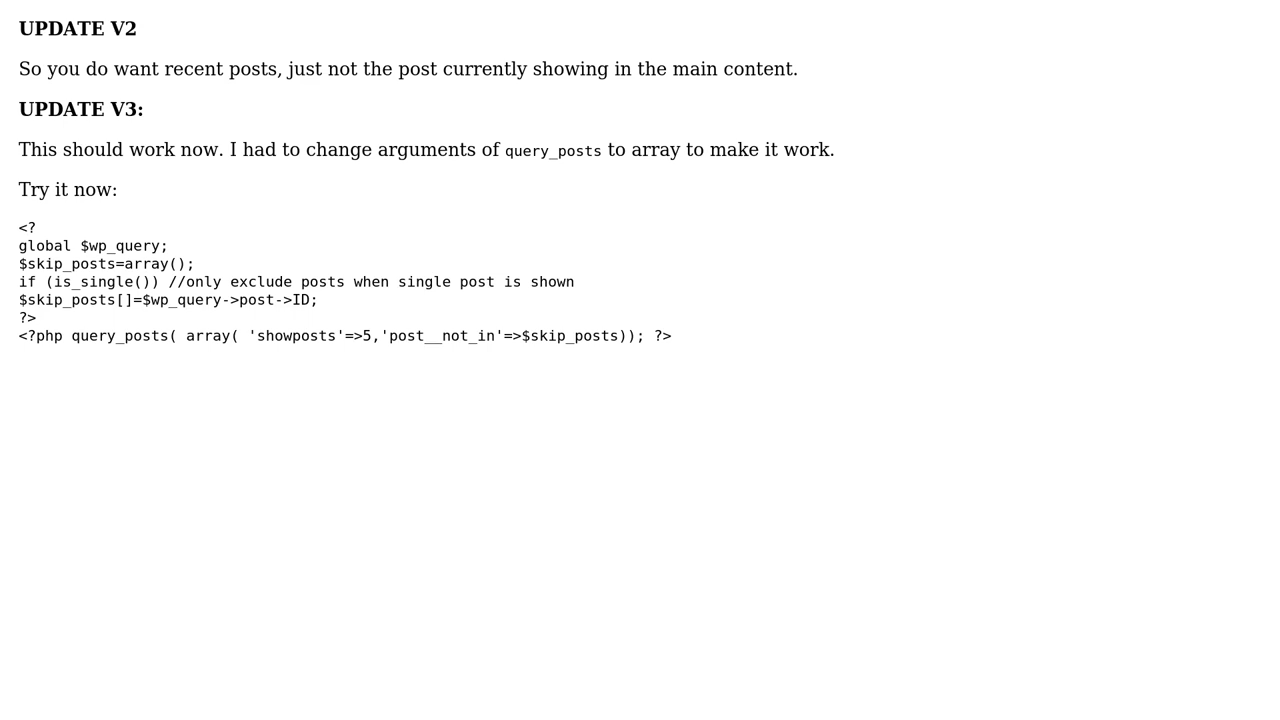 UPDATE V2
So you do want recent posts, just not the post currently showing in the main content.
UPDATE V3:
This should work now. I had to change arguments of query_posts to array to make it work.
Try it now:
<?
global $wp_query;
$skip_posts=array();
if (is_single()) //only exclude posts when single post is shown
$skip_posts[]=$wp_query->post->ID;
?>
<?php query_posts( array( 'showposts'=>5,'post__not_in'=>$skip_posts)); ?>